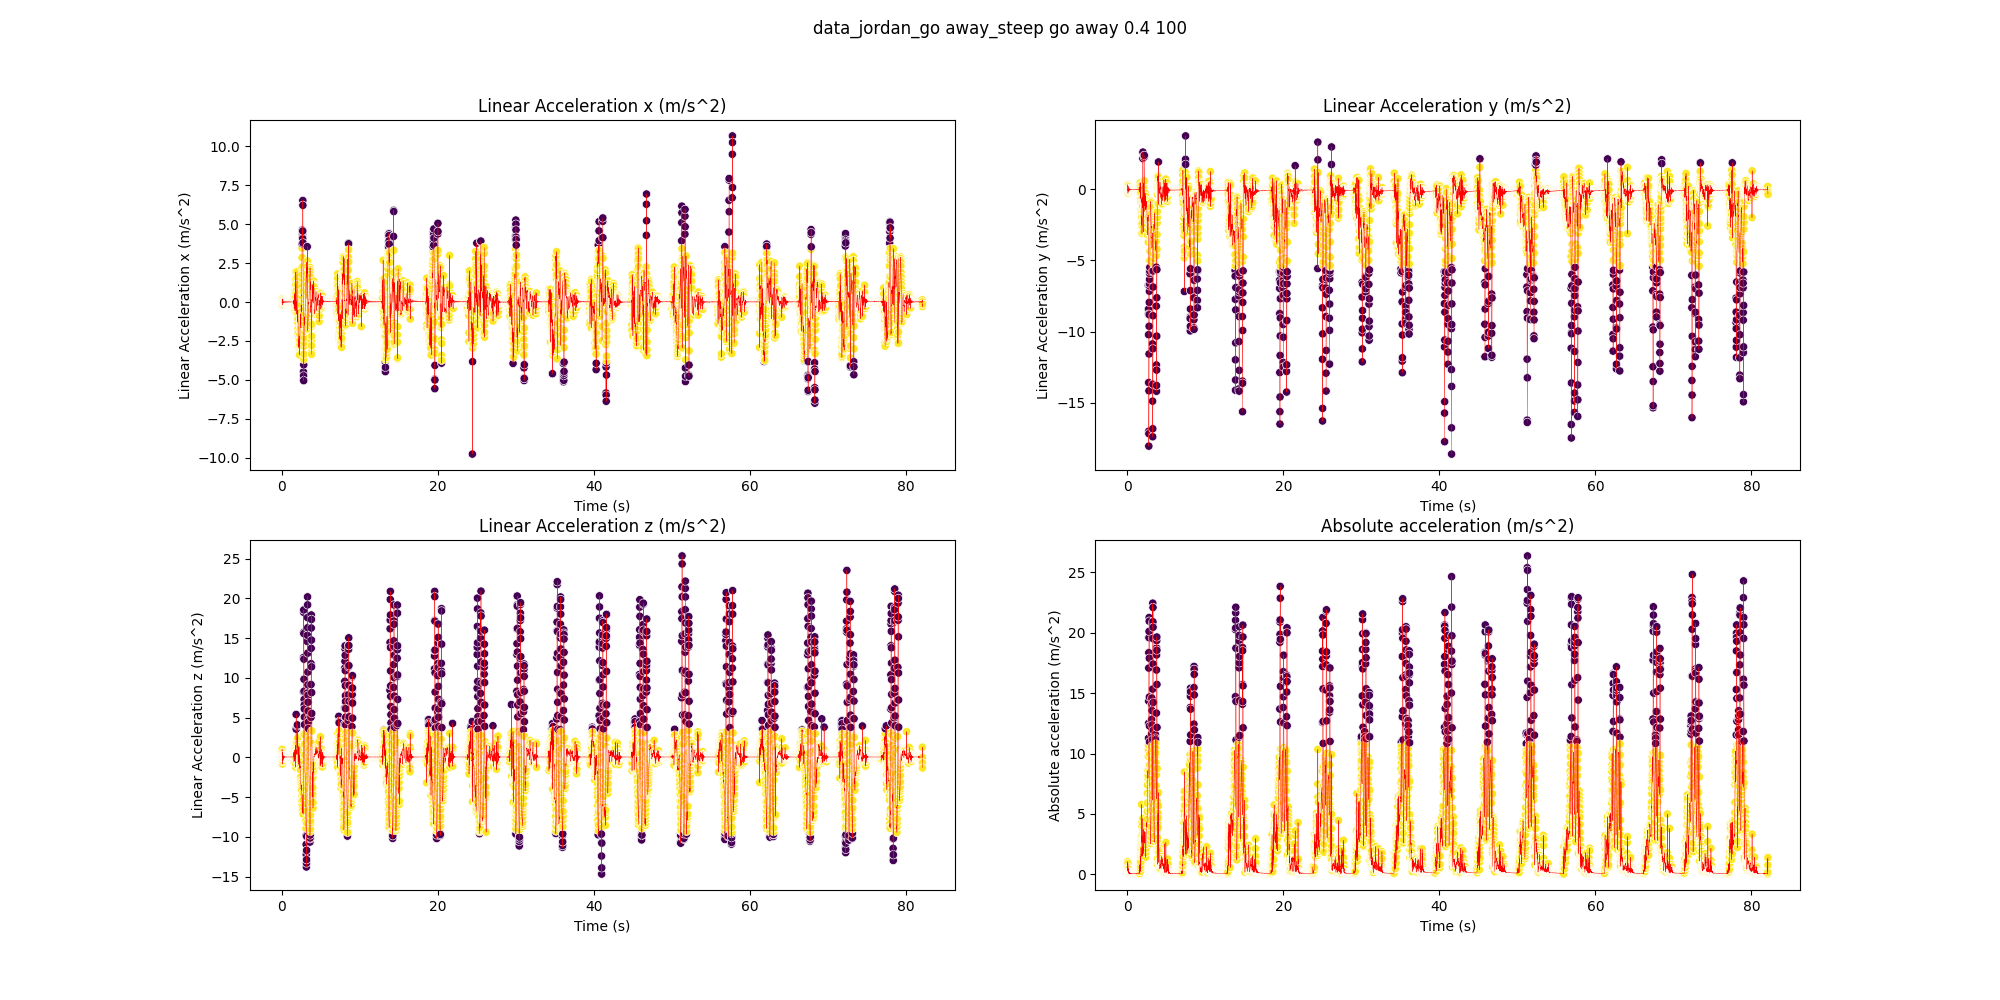 data_jordan_go away_steep go away 0.4 100
Linear Acceleration x (m/s^2)
Linear Acceleration x (m/s^2)
10.0
7.5
5.0
2.5
0.0
−2.5
−5.0
−7.5
−10.0
0 20 40 60 80
Time (s)
Linear Acceleration y (m/s^2)
Linear Acceleration y (m/s^2)
0
−5
−10
−15
0 20 40 60 80
Time (s)
Linear Acceleration z (m/s^2)
Linear Acceleration z (m/s^2)
25
20
15
10
5
0
−5
−10
−15
0 20 40 60 80
Time (s)
Absolute acceleration (m/s^2)
Absolute acceleration (m/s^2)
25
20
15
10
5
0
0 20 40 60 80
Time (s)